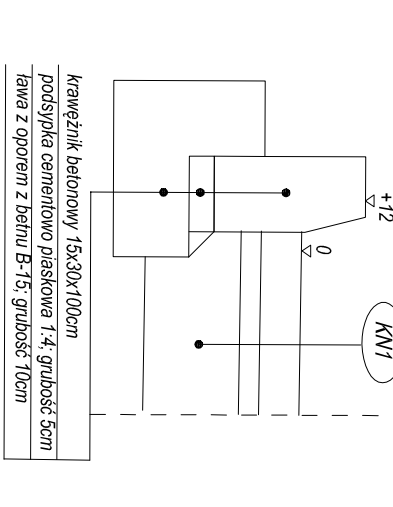 +12
0
KN1
krawężnik betonowy 15x30x100cm
podsypka cementowo piaskowa 1:4; grubość 5cm
ława z oporem z betnu B-15; grubość 10cm